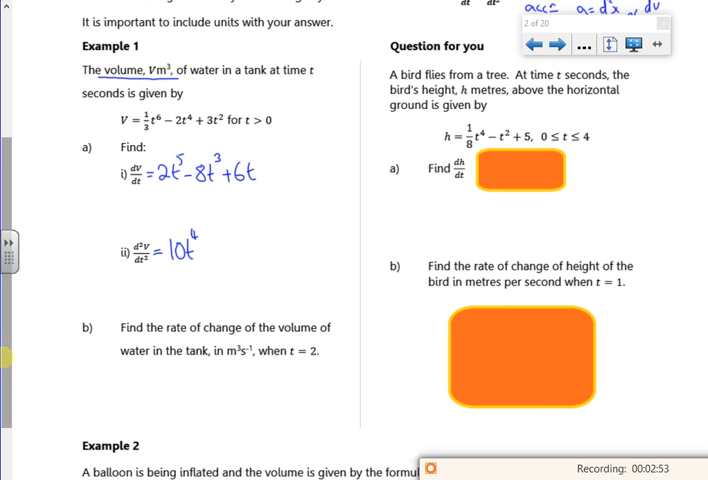 dt dt²
acc = a = d²x or dv
It is important to include units with your answer.
2 of 20
Example 1
The volume, Vm³, of water in a tank at time t
seconds is given by
V = 1/3 t⁶ − 2t⁴ + 3t² for t > 0
a) Find:
i) dV/dt = 2t⁵ - 8t³ + 6t
ii) d²V/dt² = 10t⁴
b) Find the rate of change of the volume of
water in the tank, in m³s⁻¹, when t = 2.
Example 2
A balloon is being inflated and the volume is given by the formul
Question for you
A bird flies from a tree. At time t seconds, the
bird's height, h metres, above the horizontal
ground is given by
h = 1/8 t⁴ − t² + 5, 0 ≤ t ≤ 4
a) Find dh/dt
b) Find the rate of change of height of the
bird in metres per second when t = 1.
Recording: 00:02:53